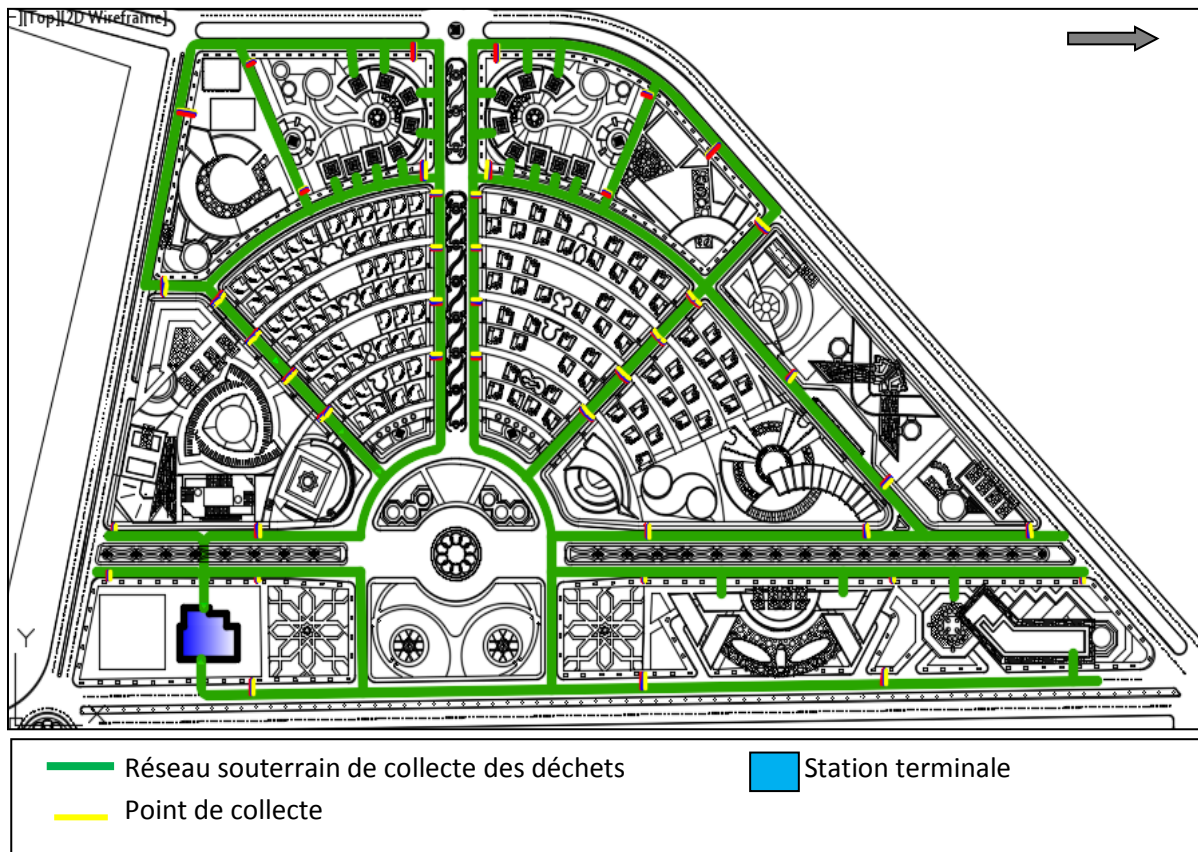 -][Top][2D Wireframe]
Y
X
Réseau souterrain de collecte des déchets
Station terminale
Point de collecte